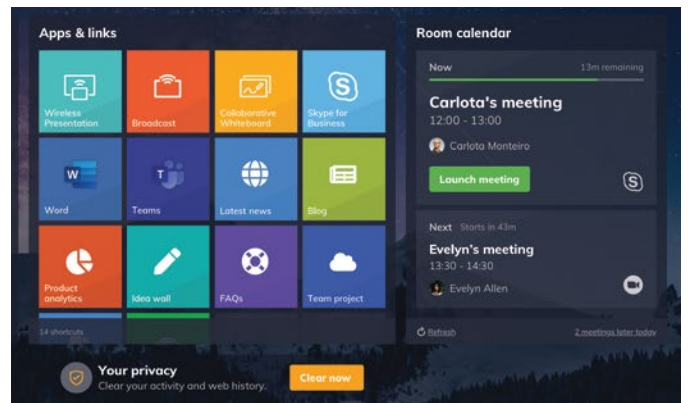 Apps & links
Wireless
Presentation
Broadcast
Collaborative
Whiteboard
Skype for
Business
W
Word
T
Teams
Latest news
Blog
Product
analytics
Idea wall
FAQs
Team project
14 shortcuts
Room calendar
Now 13m remaining
Carlota's meeting
12:00 - 13:00
Carlota Monteiro
Launch meeting
S
Next Starts in 43m
Evelyn's meeting
13:30 - 14:30
Evelyn Allen
Refresh 2 meetings later today
Your privacy
Clear your activity and web history.
Clear now